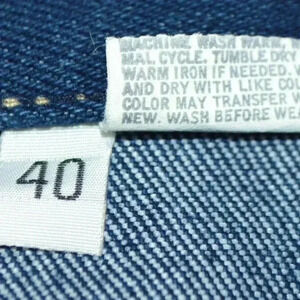 MACHINE WASH WARM,
MAL CYCLE. TUMBLE DRY
WARM IRON IF NEEDED. W
AND DRY WITH LIKE COL
COLOR MAY TRANSFER W
NEW. WASH BEFORE WEA
40